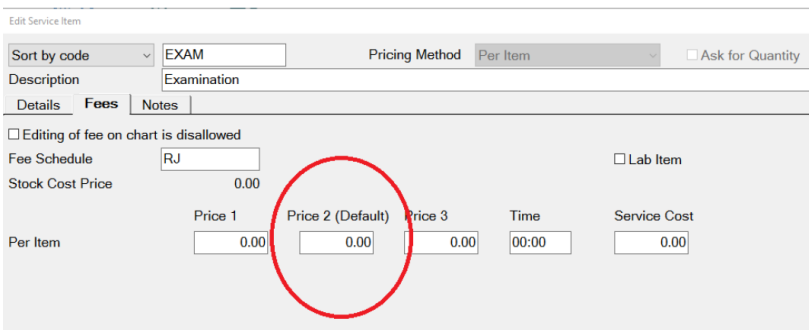 Edit Service Item
Sort by code EXAM Pricing Method Per Item Ask for Quantity
Description Examination
Details Fees Notes
Editing of fee on chart is disallowed
Fee Schedule RJ Lab Item
Stock Cost Price 0.00
Price 1 Price 2 (Default) Price 3 Time Service Cost
Per Item 0.00 0.00 0.00 00:00 0.00